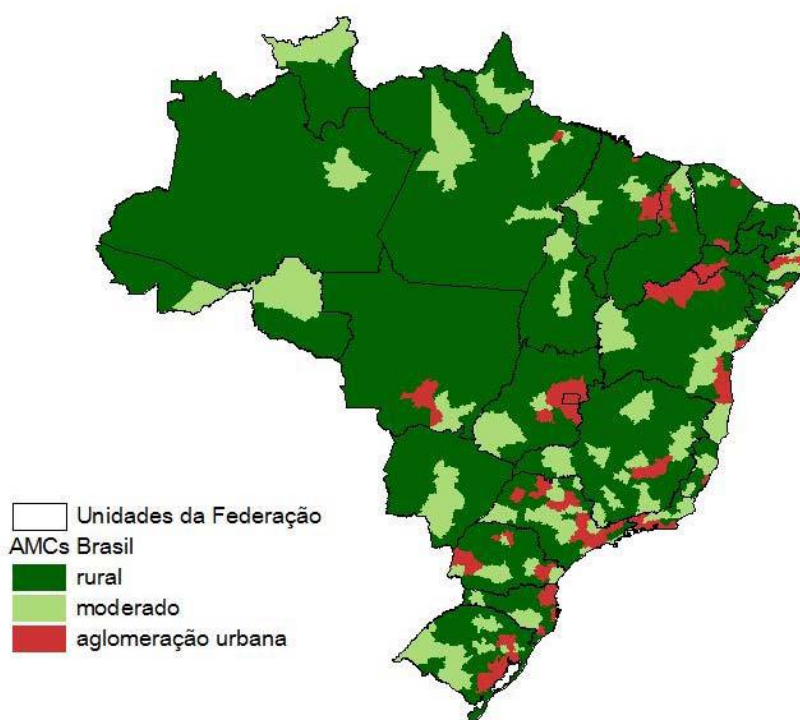 Unidades da Federação
AMCs Brasil
rural
moderado
aglomeração urbana